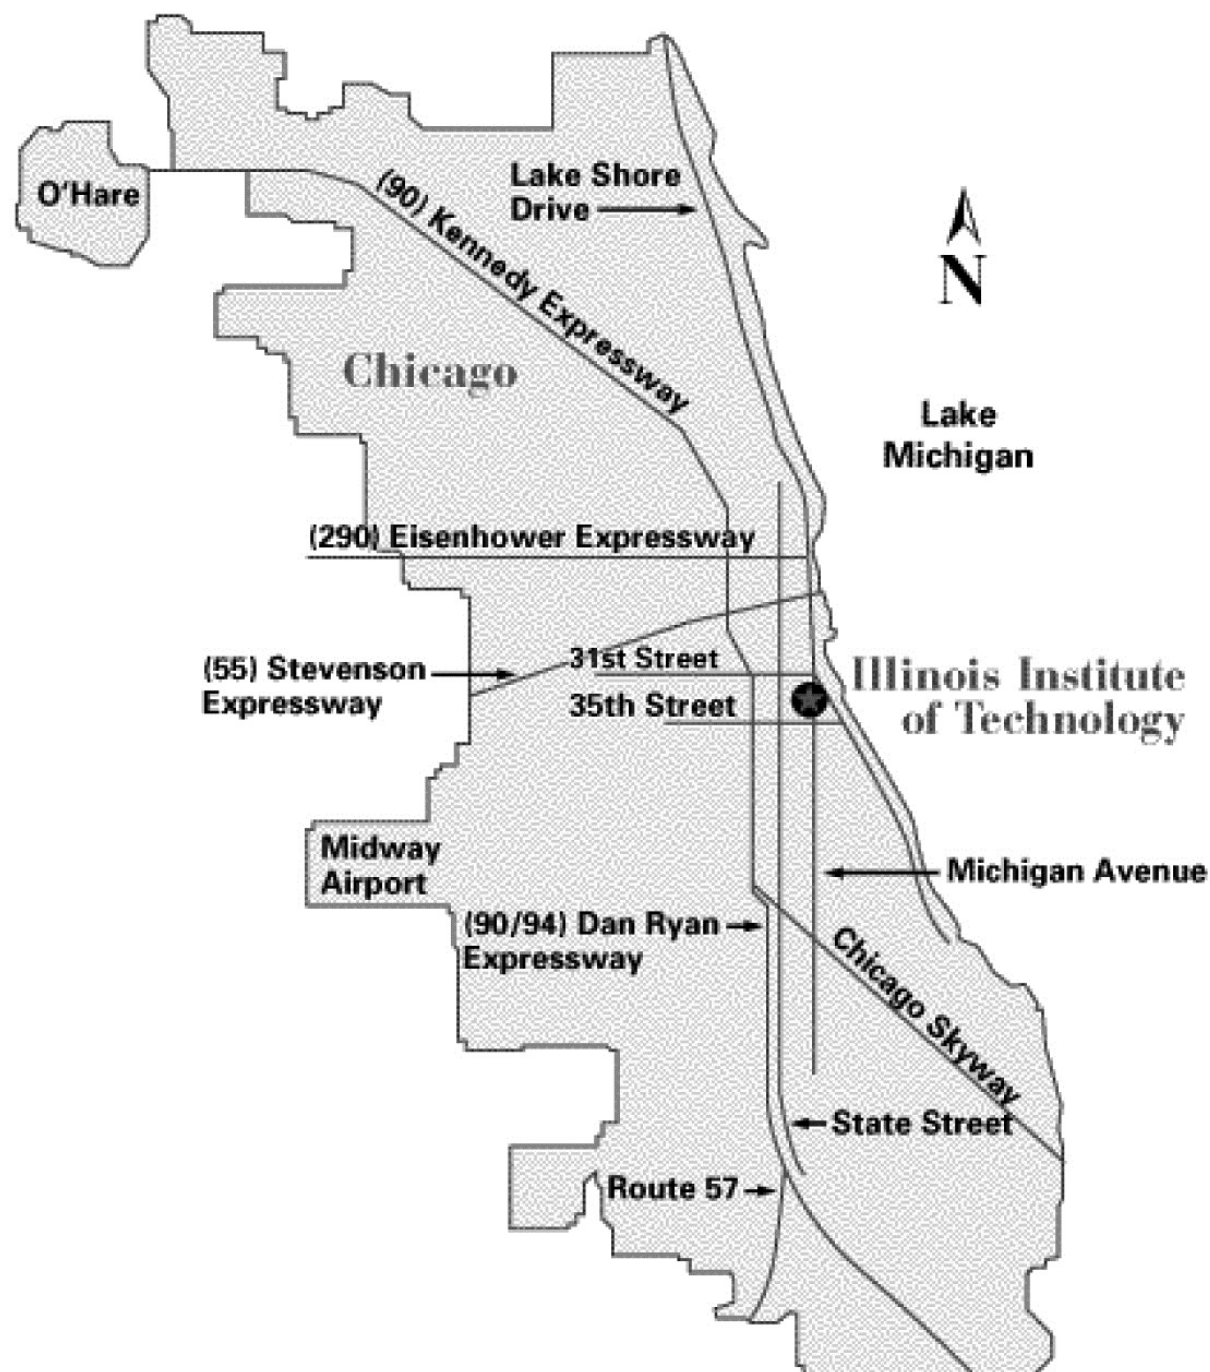 O'Hare
Lake Shore
Drive
(90) Kennedy Expressway
N
Chicago
Lake
Michigan
(290) Eisenhower Expressway
(55) Stevenson
Expressway
31st Street
35th Street
Illinois Institute
of Technology
Midway
Airport
Michigan Avenue
(90/94) Dan Ryan
Expressway
Chicago Skyway
State Street
Route 57